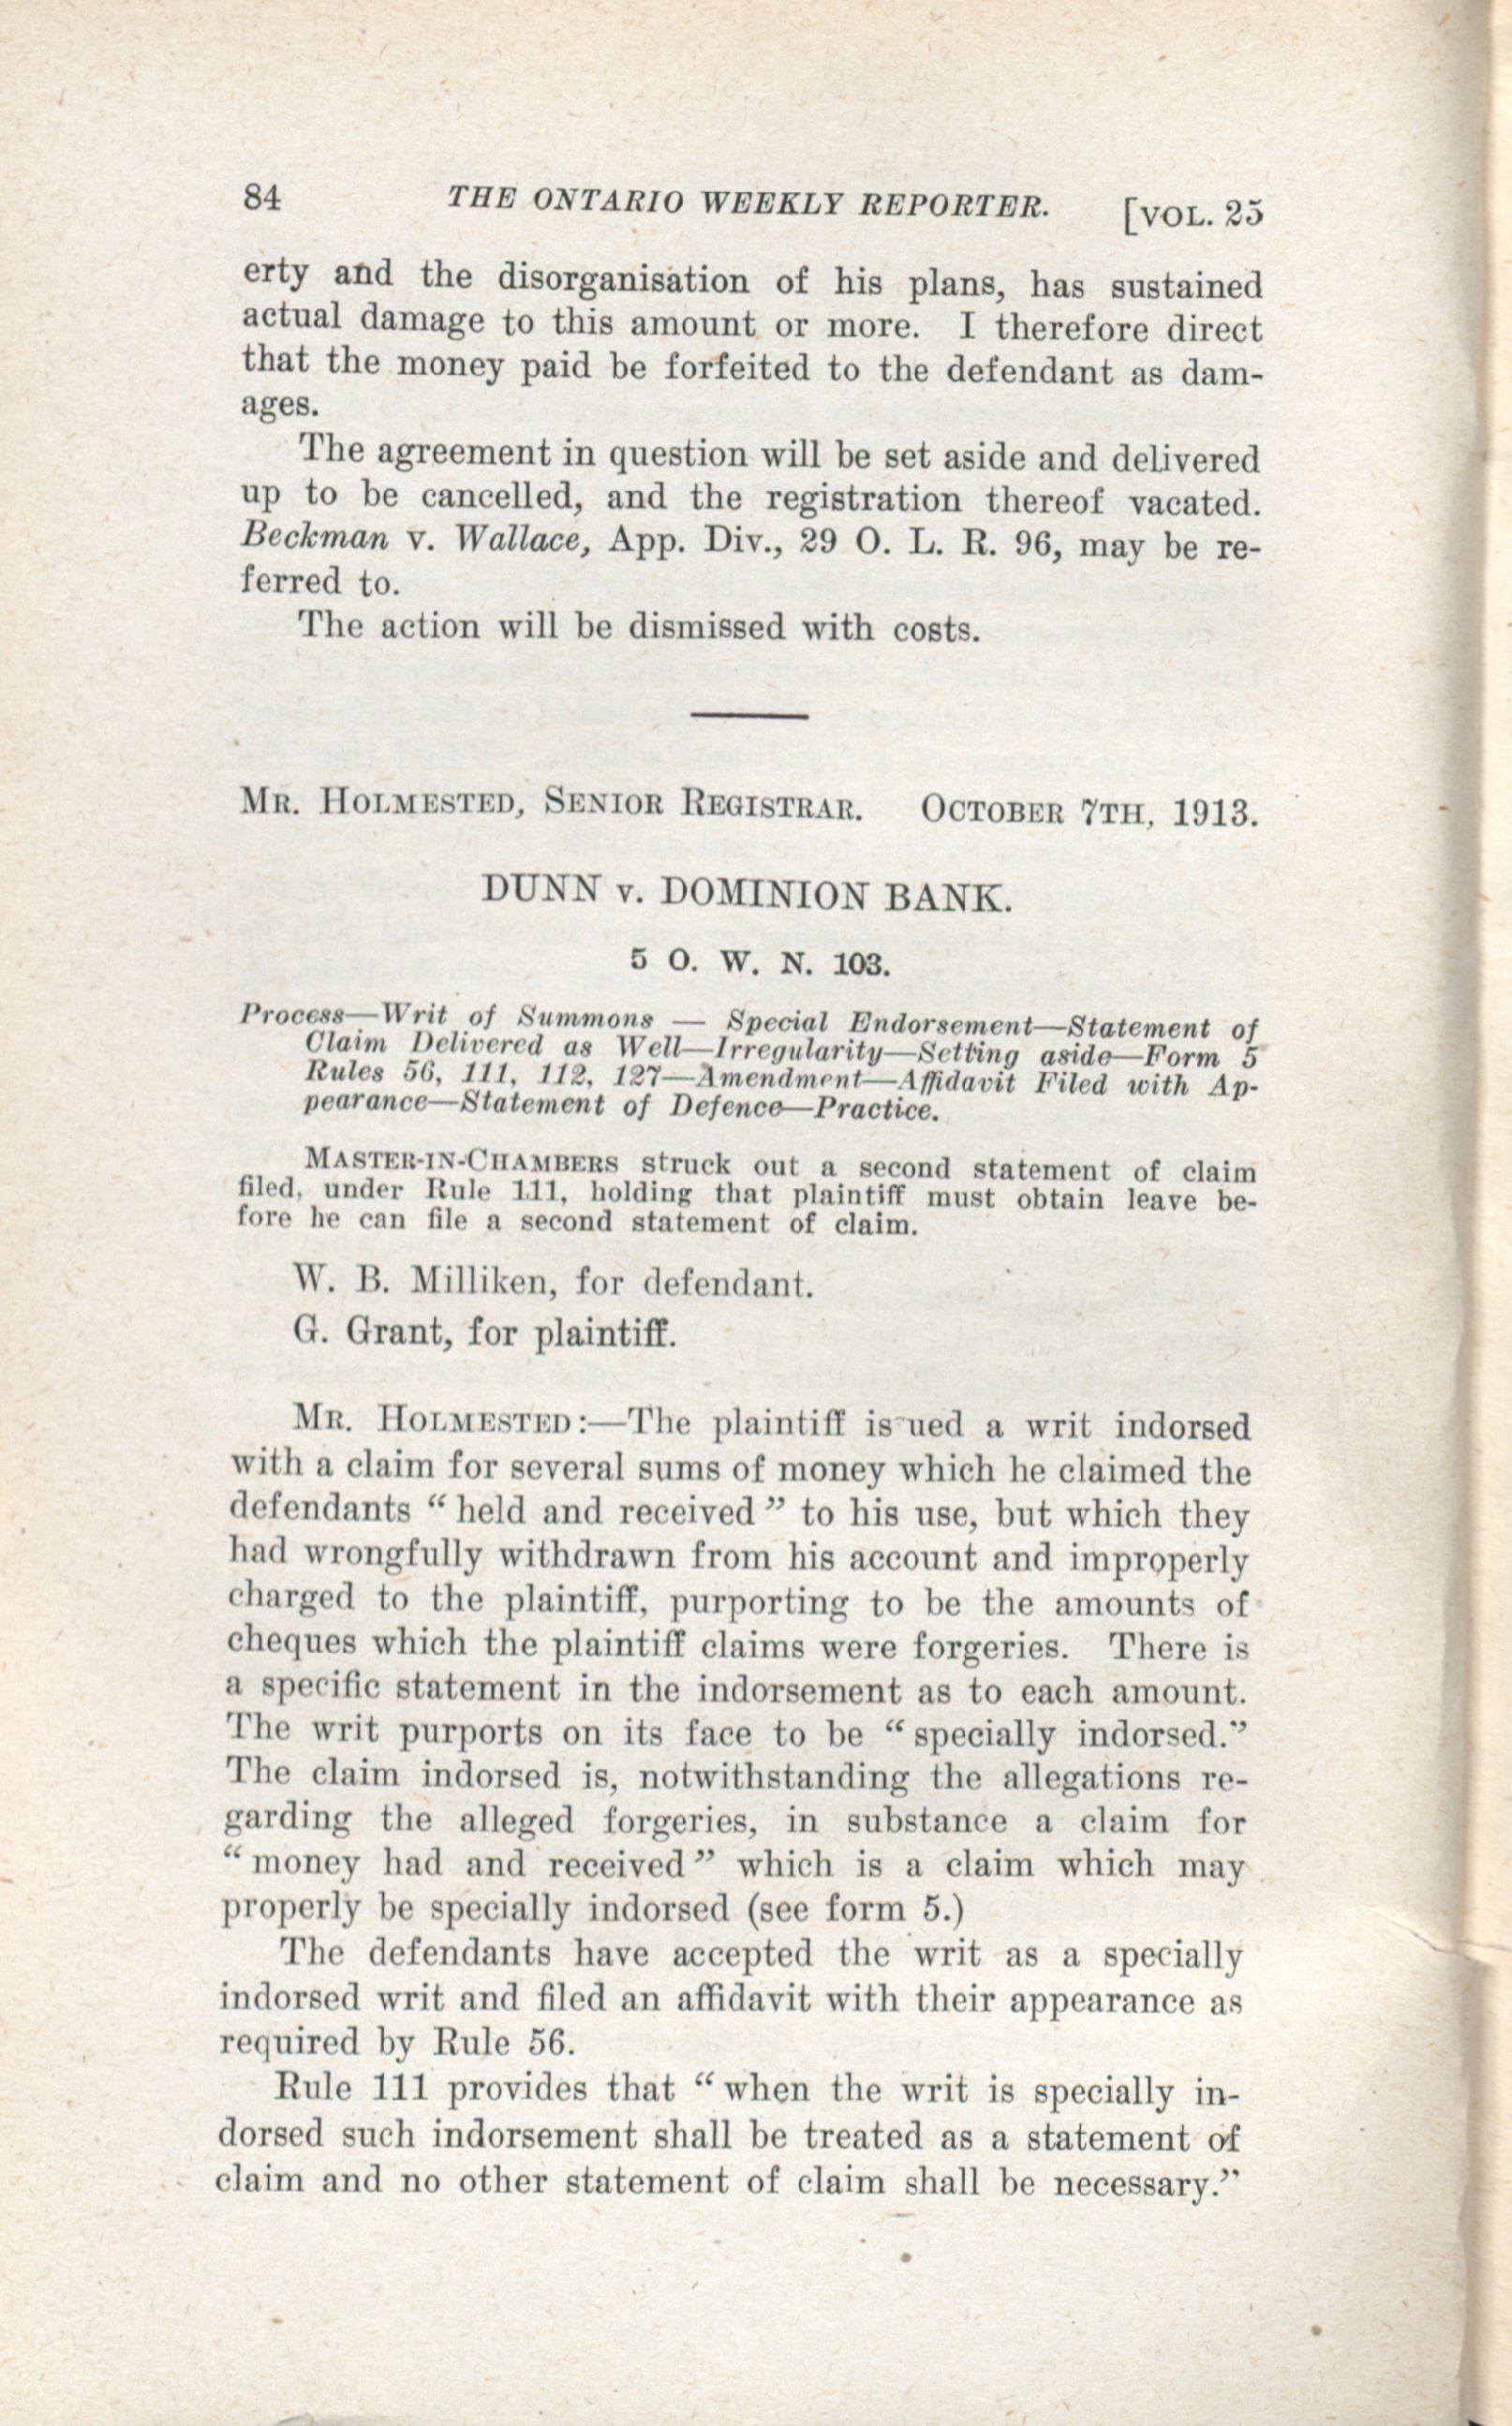 84 THE ONTARIO WEEKLY REPORTER. [VOL. 25
erty and the disorganisation of his plans, has sustained
actual damage to this amount or more. I therefore direct
that the money paid be forfeited to the defendant as dam-
ages.
The agreement in question will be set aside and delivered
up to be cancelled, and the registration thereof vacated.
Beckman v. Wallace, App. Div., 29 O. L. R. 96, may be re-
ferred to.
The action will be dismissed with costs.
MR. HOLMESTED, SENIOR REGISTRAR. OCTOBER 7TH, 1913.
DUNN v. DOMINION BANK.
5 O. W. N. 103.
Process—Writ of Summons — Special Endorsement—Statement of
Claim Delivered as Well—Irregularity—Setting aside—Form 5
Rules 56, 111, 112, 127—Amendment—Affidavit Filed with Ap-
pearance—Statement of Defence—Practice.
MASTER-IN-CHAMBERS struck out a second statement of claim
filed, under Rule 111, holding that plaintiff must obtain leave be-
fore he can file a second statement of claim.
W. B. Milliken, for defendant.
G. Grant, for plaintiff.
MR. HOLMESTED:—The plaintiff is ued a writ indorsed
with a claim for several sums of money which he claimed the
defendants “ held and received ” to his use, but which they
had wrongfully withdrawn from his account and improperly
charged to the plaintiff, purporting to be the amounts of
cheques which the plaintiff claims were forgeries. There is
a specific statement in the indorsement as to each amount.
The writ purports on its face to be “ specially indorsed.”
The claim indorsed is, notwithstanding the allegations re-
garding the alleged forgeries, in substance a claim for
“ money had and received ” which is a claim which may
properly be specially indorsed (see form 5.)
The defendants have accepted the writ as a specially
indorsed writ and filed an affidavit with their appearance as
required by Rule 56.
Rule 111 provides that “ when the writ is specially in-
dorsed such indorsement shall be treated as a statement of
claim and no other statement of claim shall be necessary.”